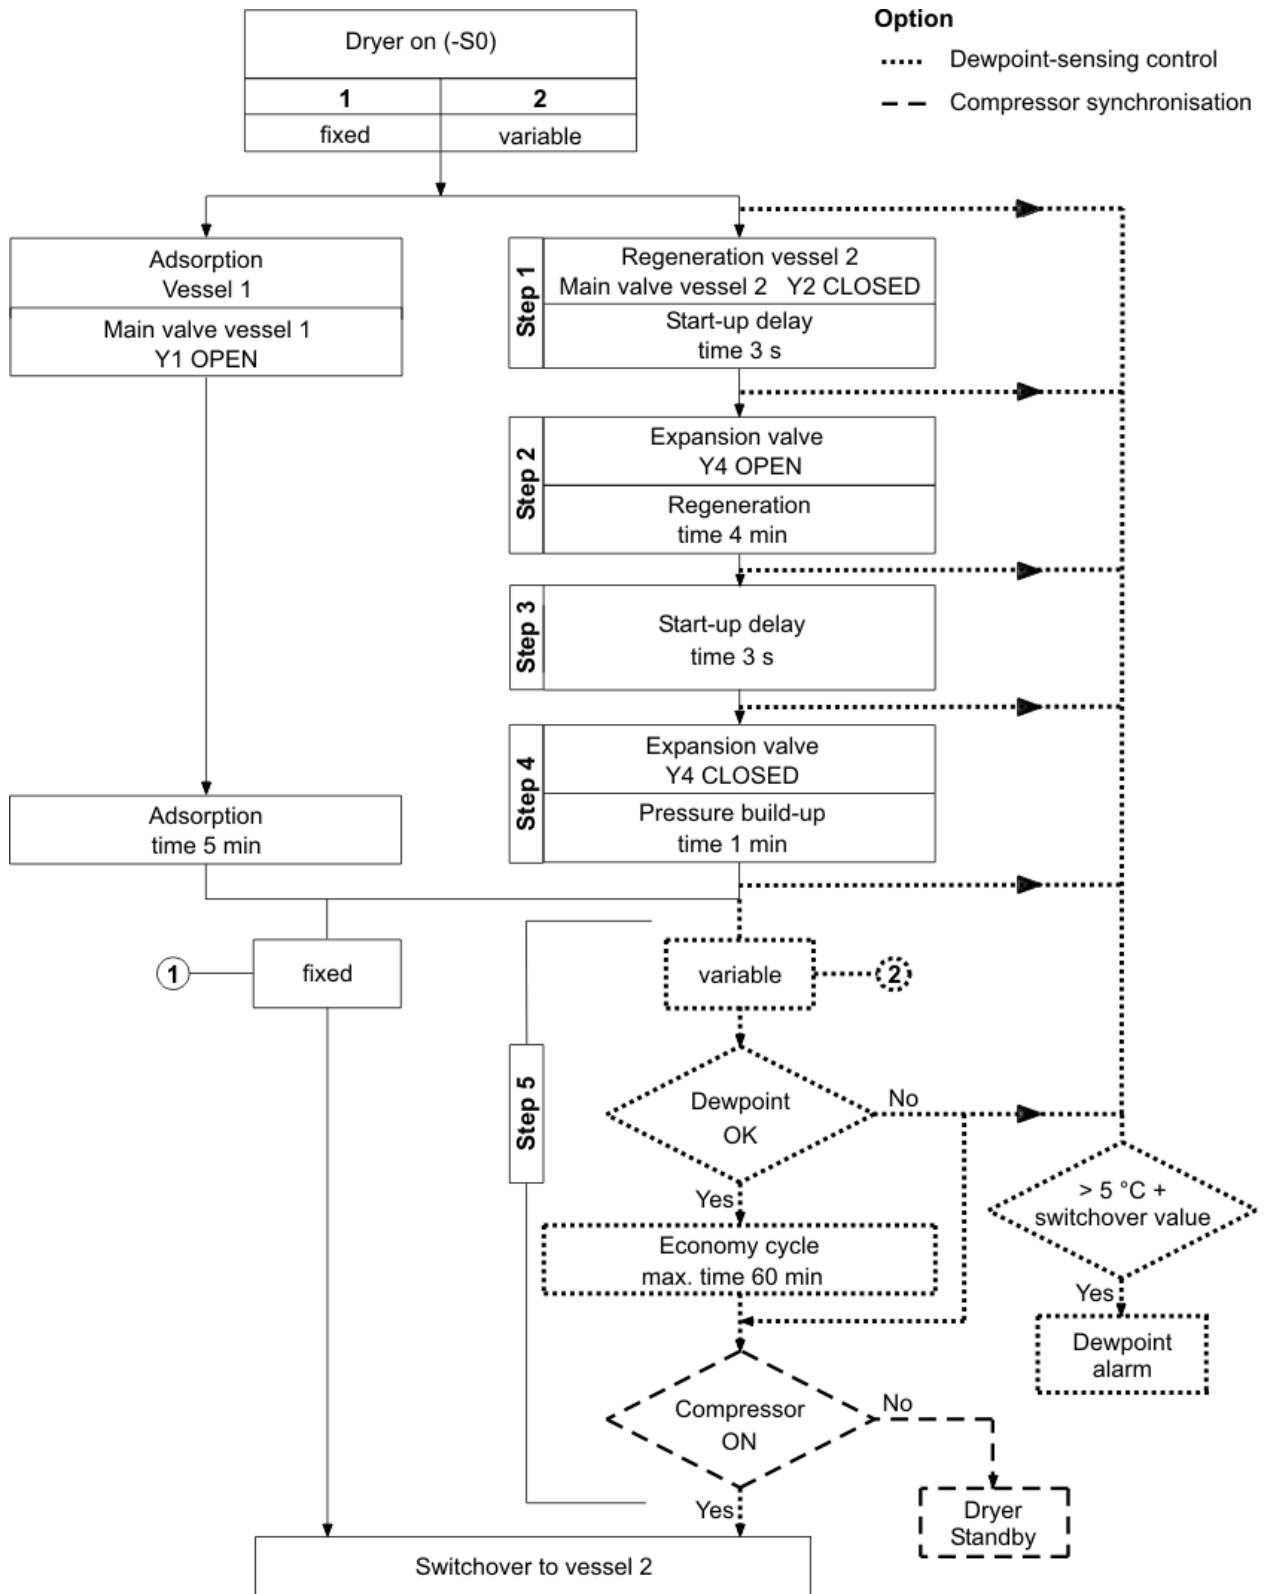 Option
Dryer on (-S0)
1
2
fixed
variable
Dewpoint-sensing control
Compressor synchronisation
Adsorption
Vessel 1
Main valve vessel 1
Y1 OPEN
Step 1
Regeneration vessel 2
Main valve vessel 2 Y2 CLOSED
Start-up delay
time 3 s
Step 2
Expansion valve
Y4 OPEN
Regeneration
time 4 min
Step 3
Start-up delay
time 3 s
Step 4
Expansion valve
Y4 CLOSED
Pressure build-up
time 1 min
Adsorption
time 5 min
1
fixed
variable
2
Step 5
Dewpoint
OK
No
Yes
> 5 °C +
switchover value
Yes
Dewpoint
alarm
Economy cycle
max. time 60 min
Compressor
ON
No
Yes
Dryer
Standby
Switchover to vessel 2